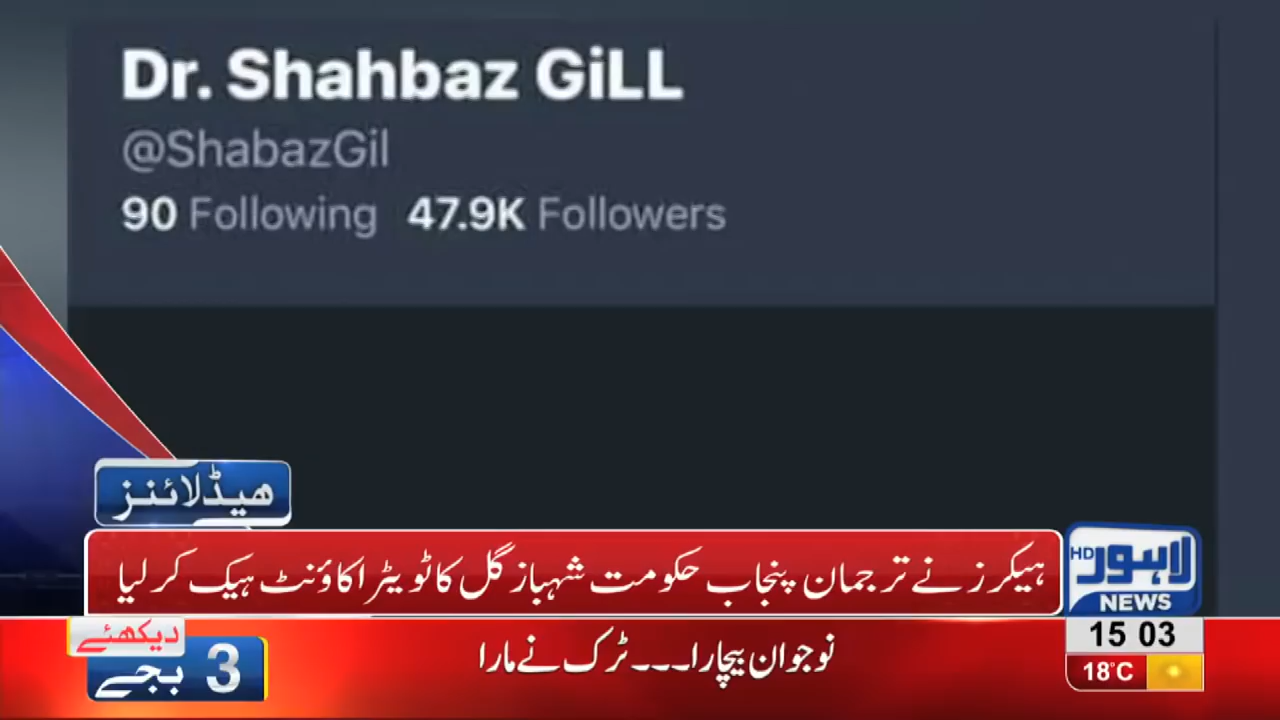 Dr. Shahbaz GiLL
@ShabazGil
90 Following 47.9K Followers
ھیڈلائنز
ہیکرز نے ترجمان پنجاب حکومت شہباز گل کا ٹویٹر اکاؤنٹ ہیک کر لیا
لاہور HD
NEWS
15 03
18°C
دیکھئے
3 بجے
نوجوان بیچارا۔۔۔ٹرک نے مارا